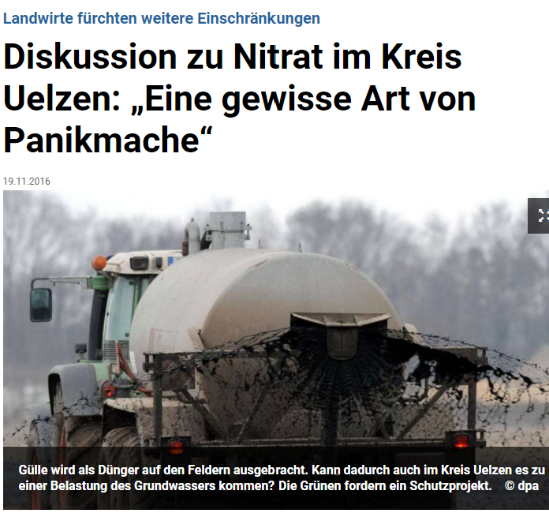 Landwirte fürchten weitere Einschränkungen
Diskussion zu Nitrat im Kreis
Uelzen: „Eine gewisse Art von
Panikmache“
19.11.2016
Gülle wird als Dünger auf den Feldern ausgebracht. Kann dadurch auch im Kreis Uelzen es zu
einer Belastung des Grundwassers kommen? Die Grünen fordern ein Schutzprojekt. © dpa